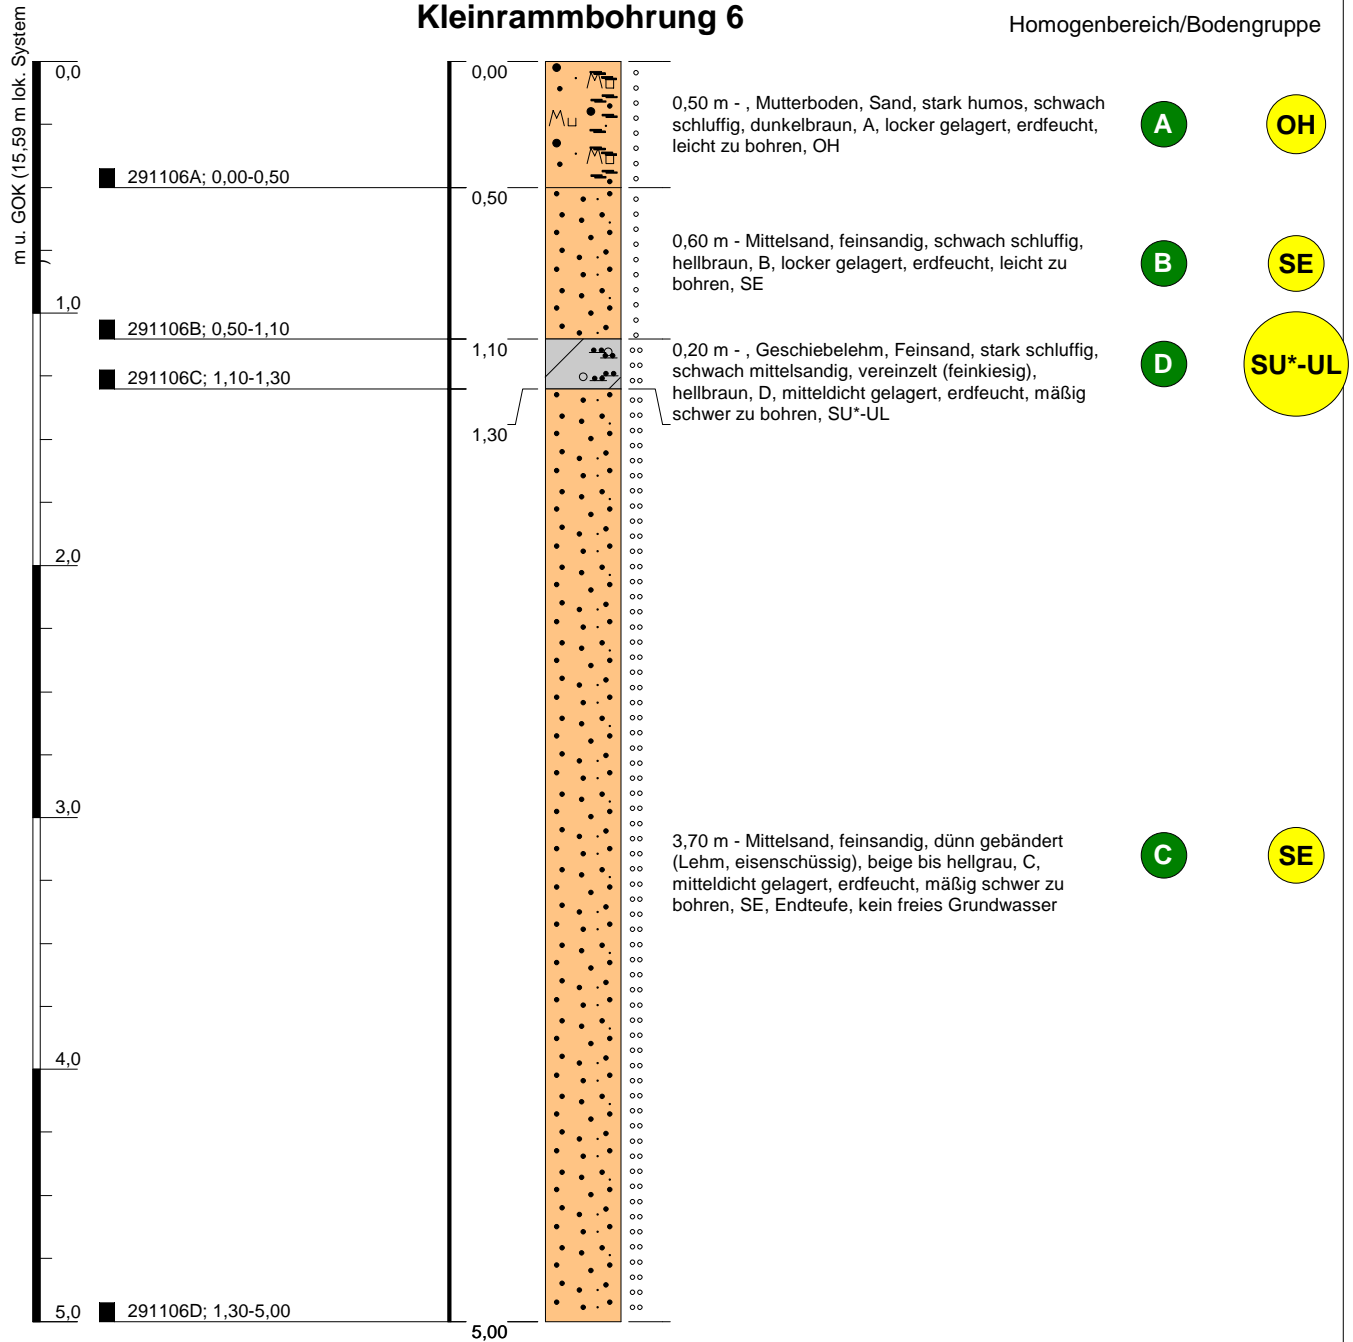 Kleinrammbohrung 6
Homogenbereich/Bodengruppe
m u. GOK (15,59 m lok. System
)
0,0
0,00
0,50 m - , Mutterboden, Sand, stark humos, schwach
schluffig, dunkelbraun, A, locker gelagert, erdfeucht,
leicht zu bohren, OH
A
OH
Mu
Mu
Mu
291106A; 0,00-0,50
0,50
0,60 m - Mittelsand, feinsandig, schwach schluffig,
hellbraun, B, locker gelagert, erdfeucht, leicht zu
bohren, SE
B
SE
1,0
291106B; 0,50-1,10
1,10
0,20 m - , Geschiebelehm, Feinsand, stark schluffig,
schwach mittelsandig, vereinzelt (feinkiesig),
hellbraun, D, mitteldicht gelagert, erdfeucht, mäßig
schwer zu bohren, SU*-UL
D
SU*-UL
291106C; 1,10-1,30
1,30
2,0
3,0
3,70 m - Mittelsand, feinsandig, dünn gebändert
(Lehm, eisenschüssig), beige bis hellgrau, C,
mitteldicht gelagert, erdfeucht, mäßig schwer zu
bohren, SE, Endteufe, kein freies Grundwasser
C
SE
4,0
5,0
291106D; 1,30-5,00
5,00